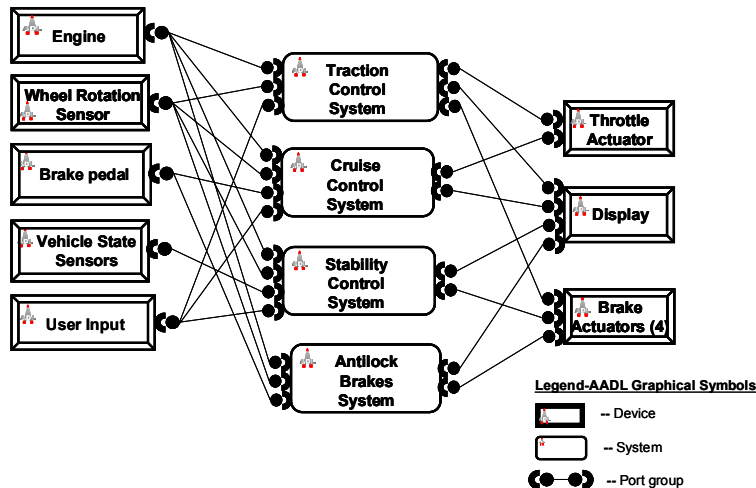 Engine
Wheel Rotation
Sensor
Brake pedal
Vehicle State
Sensors
User Input
Traction
Control
System
Cruise
Control
System
Stability
Control
System
Antilock
Brakes
System
Throttle
Actuator
Display
Brake
Actuators (4)
Legend-AADL Graphical Symbols
-- Device
-- System
-- Port group